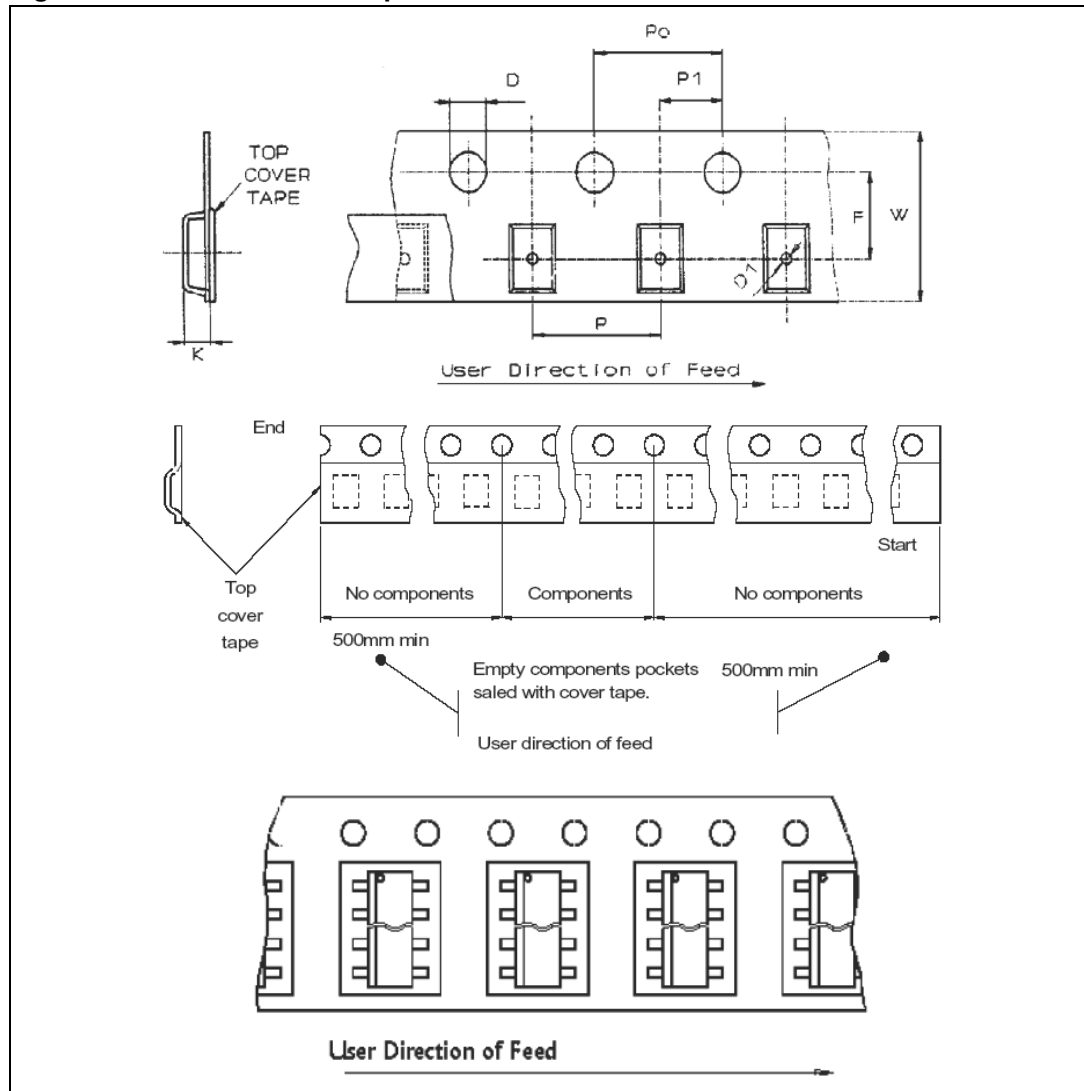 Po
D
P1
TOP
COVER
TAPE
F
W
D1
K
P
User Direction of Feed
End
Start
Top
cover
tape
No components
Components
No components
500mm min
Empty components pockets
saled with cover tape.
500mm min
User direction of feed
User Direction of Feed